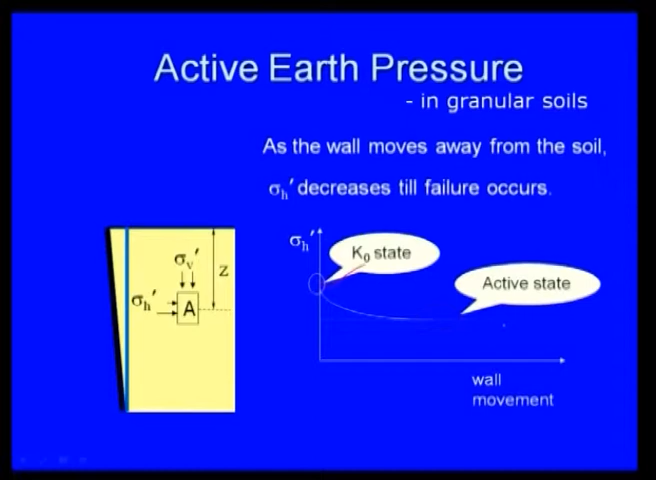 Active Earth Pressure
- in granular soils
As the wall moves away from the soil,
σh′ decreases till failure occurs.
σv′
z
σh′
A
σh′
K0 state
Active state
wall
movement